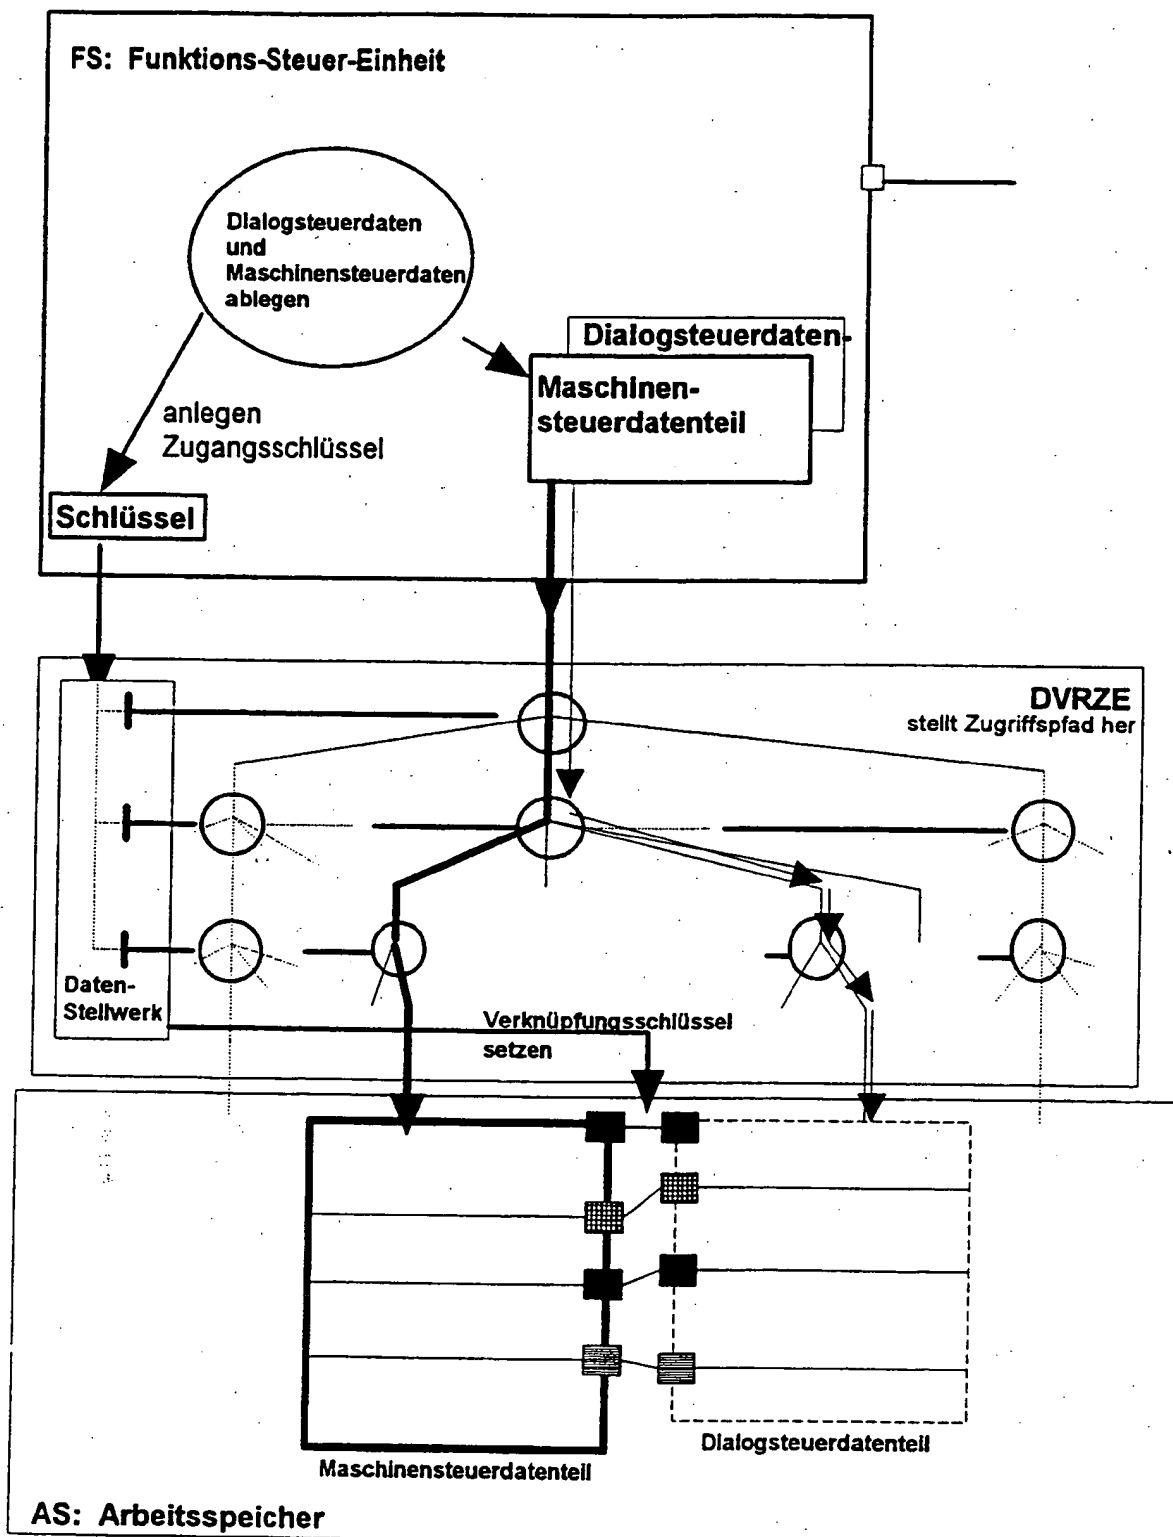 FS: Funktions-Steuer-Einheit
Dialogsteuerdaten
und
Maschinensteuerdaten
ablegen
Dialogsteuerdaten-
Maschinen-
steuerdatenteil
anlegen
Zugangsschlüssel
Schlüssel
DVRZE
stellt Zugriffspfad her
Daten-
Stellwerk
Verknüpfungsschlüssel
setzen
Dialogsteuerdatenteil
Maschinensteuerdatenteil
AS: Arbeitsspeicher